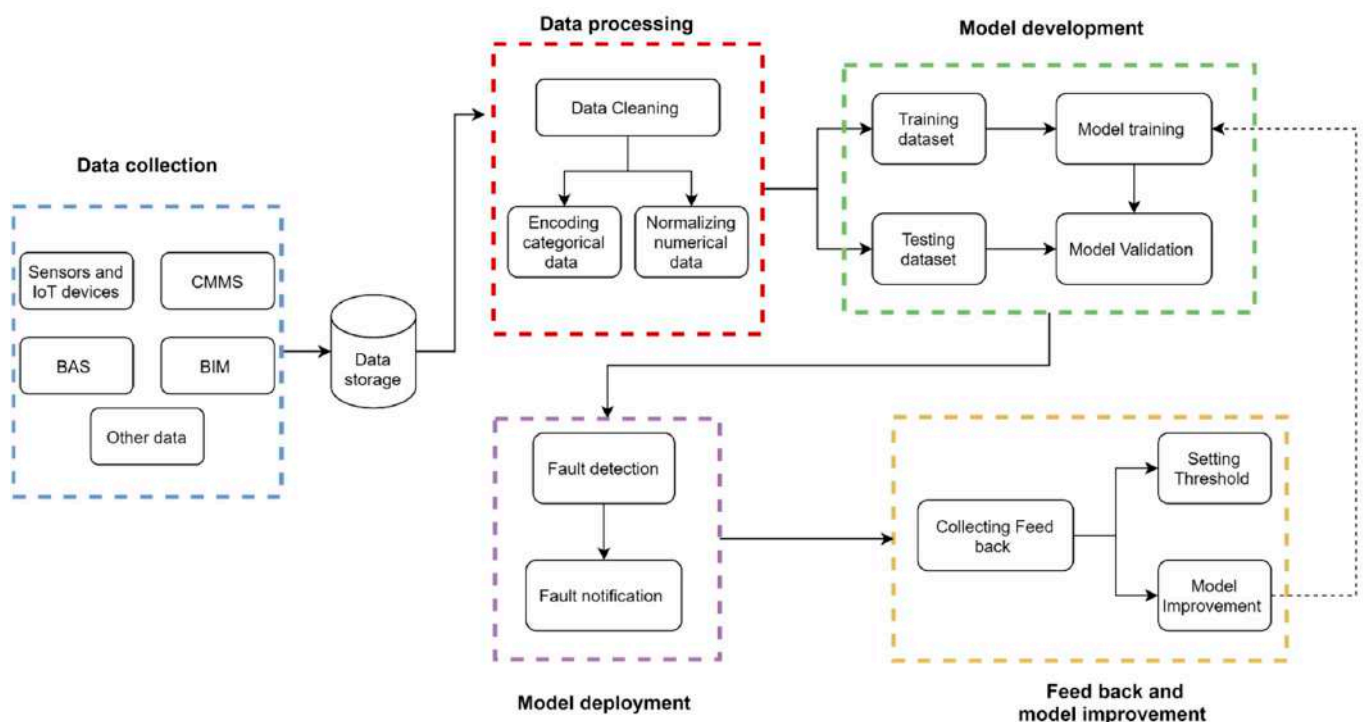 Data collection
Sensors and
IoT devices
CMMS
BAS
BIM
Other data
Data
storage
Data processing
Data Cleaning
Encoding
categorical
data
Normalizing
numerical
data
Model development
Training
dataset
Model training
Testing
dataset
Model Validation
Fault detection
Fault notification
Model deployment
Collecting Feed
back
Setting
Threshold
Model
Improvement
Feed back and
model improvement